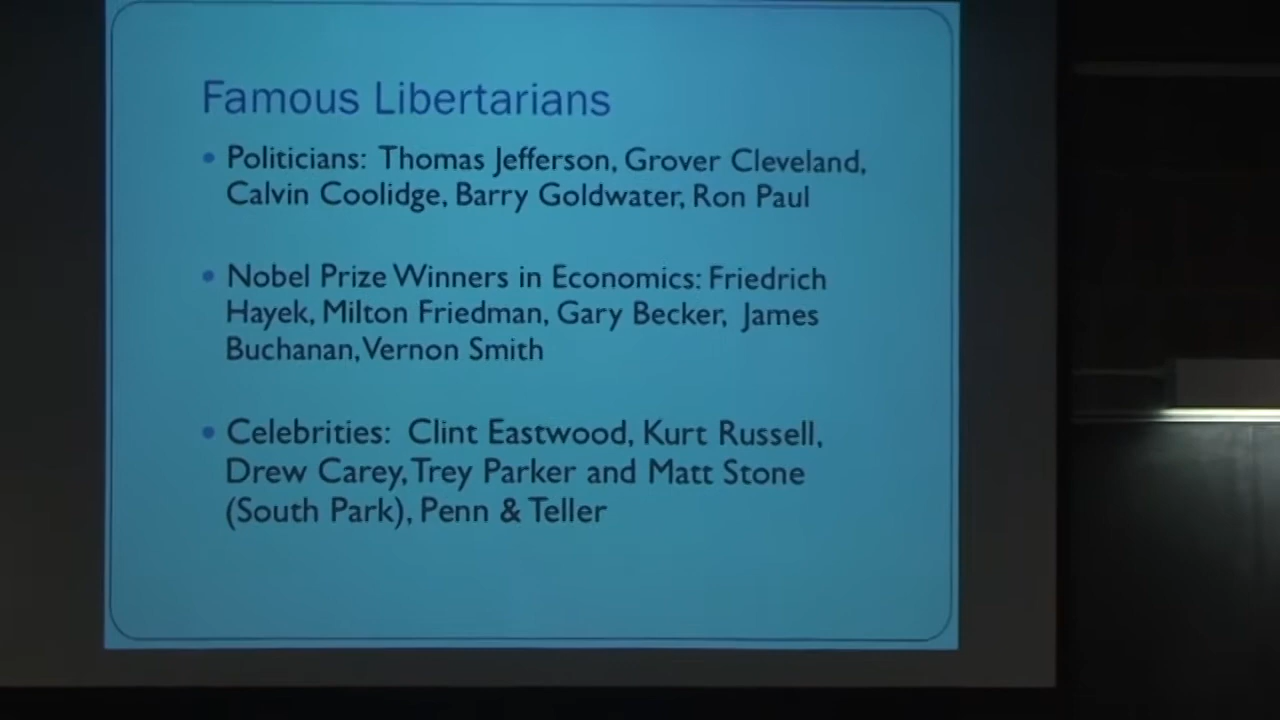 Famous Libertarians
• Politicians: Thomas Jefferson, Grover Cleveland,
Calvin Coolidge, Barry Goldwater, Ron Paul
• Nobel Prize Winners in Economics: Friedrich
Hayek, Milton Friedman, Gary Becker, James
Buchanan, Vernon Smith
• Celebrities: Clint Eastwood, Kurt Russell,
Drew Carey, Trey Parker and Matt Stone
(South Park), Penn & Teller